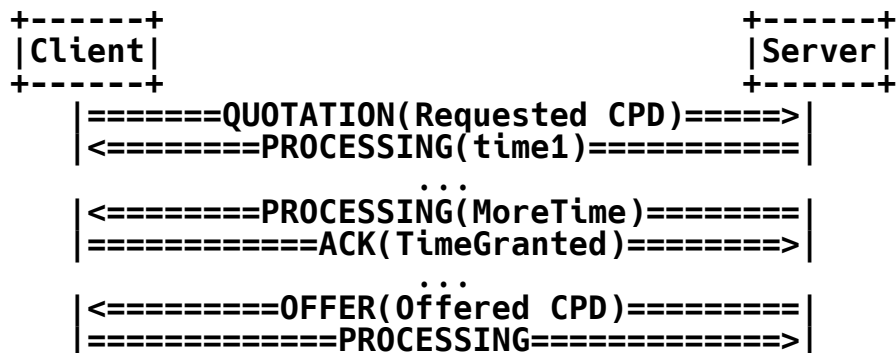 +------+ +------+
|Client| |Server|
+------+ +------+
|=======QUOTATION(Requested CPD)=====>|
|<========PROCESSING(time1)===========|
...
|<========PROCESSING(MoreTime)========|
|============ACK(TimeGranted)========>|
...
|<=========OFFER(Offered CPD)=========|
|=============PROCESSING=============>|